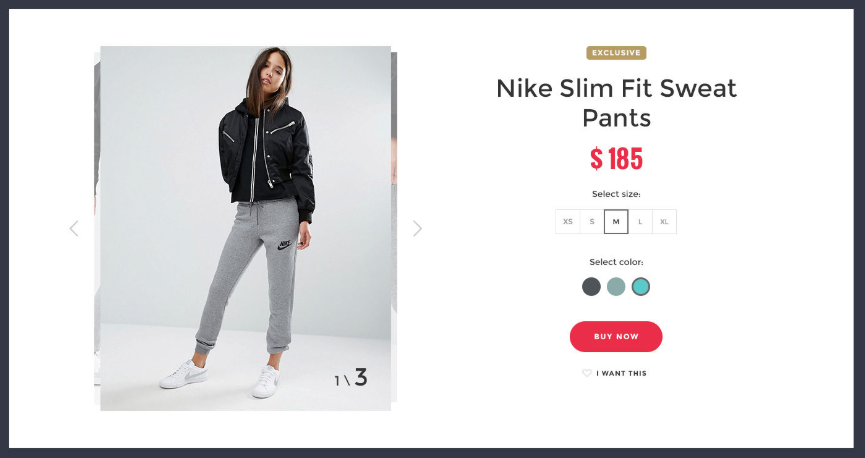 EXCLUSIVE
Nike Slim Fit Sweat
Pants
$ 185
Select size:
XS S M L XL
Select color:
BUY NOW
I WANT THIS
NIKE
1 \ 3